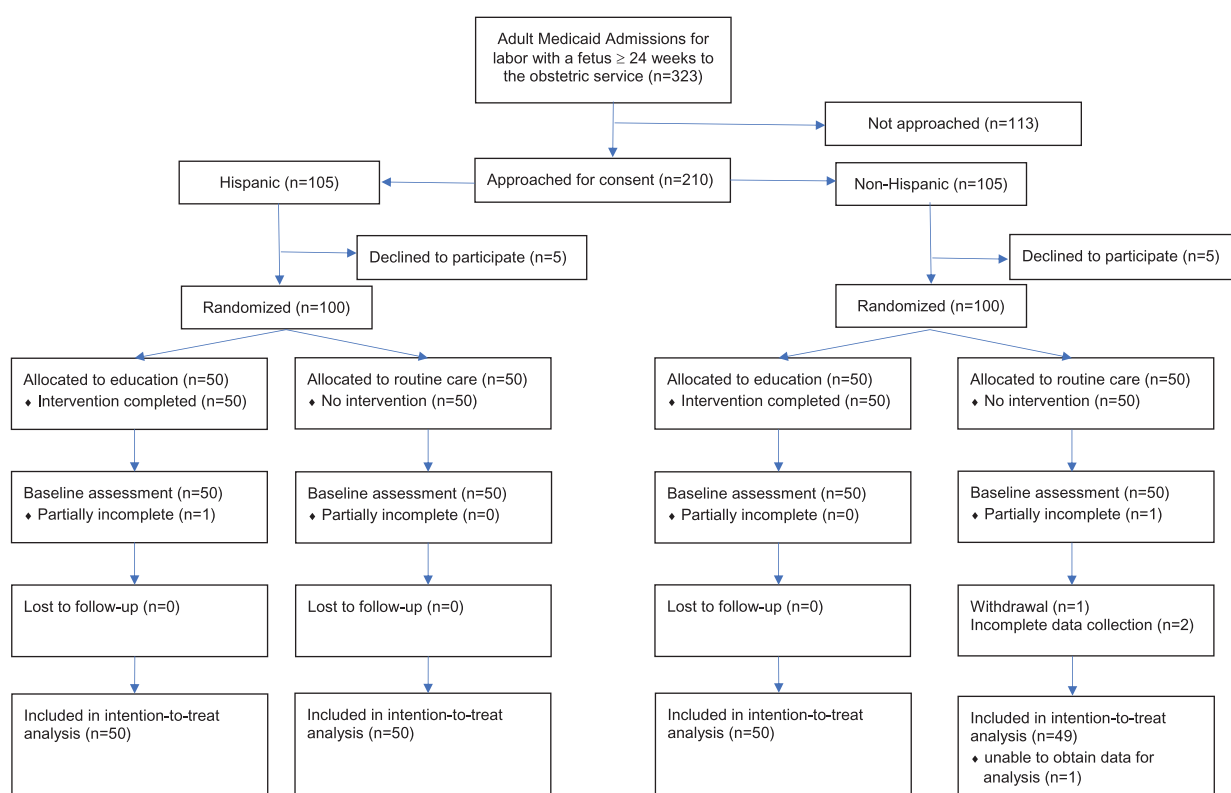 Adult Medicaid Admissions for
labor with a fetus ≥ 24 weeks to
the obstetric service (n=323)
Not approached (n=113)
Hispanic (n=105)
Approached for consent (n=210)
Non-Hispanic (n=105)
Declined to participate (n=5)
Declined to participate (n=5)
Randomized (n=100)
Randomized (n=100)
Allocated to education (n=50)
♦ Intervention completed (n=50)
Allocated to routine care (n=50)
♦ No intervention (n=50)
Allocated to education (n=50)
♦ Intervention completed (n=50)
Allocated to routine care (n=50)
♦ No intervention (n=50)
Baseline assessment (n=50)
♦ Partially incomplete (n=1)
Baseline assessment (n=50)
♦ Partially incomplete (n=0)
Baseline assessment (n=50)
♦ Partially incomplete (n=0)
Baseline assessment (n=50)
♦ Partially incomplete (n=1)
Lost to follow-up (n=0)
Lost to follow-up (n=0)
Lost to follow-up (n=0)
Withdrawal (n=1)
Incomplete data collection (n=2)
Included in intention-to-treat
analysis (n=50)
Included in intention-to-treat
analysis (n=50)
Included in intention-to-treat
analysis (n=50)
Included in intention-to-treat
analysis (n=49)
♦ unable to obtain data for
analysis (n=1)